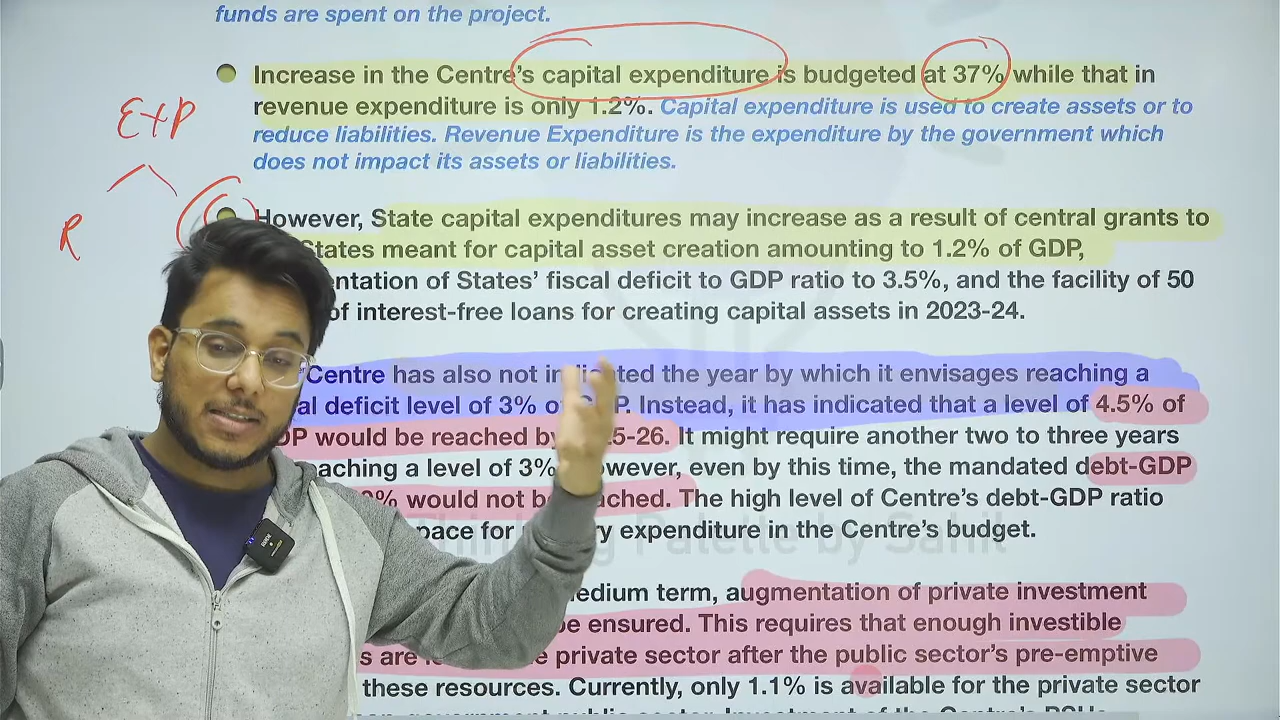 funds are spent on the project.
Increase in the Centre's capital expenditure is budgeted at 37% while that in
revenue expenditure is only 1.2%. Capital expenditure is used to create assets or to
reduce liabilities. Revenue Expenditure is the expenditure by the government which
does not impact its assets or liabilities.
EXP
R
However, State capital expenditures may increase as a result of central grants to
States meant for capital asset creation amounting to 1.2% of GDP,
of States' fiscal deficit to GDP ratio to 3.5%, and the facility of 50
of interest-free loans for creating capital assets in 2023-24.
Centre has also not the year by which it envisages reaching a
deficit level of 3% Instead, it has indicated that a level of 4.5% of
would be reached by It might require another two to three years
a level of 3% even by this time, the mandated debt-GDP
would not The high level of Centre's debt-GDP ratio
for expenditure in the Centre's budget.
term, augmentation of private investment
ensured. This requires that enough investible
are private sector after the public sector's pre-emptive
these resources. Currently, only 1.1% is available for the private sector
by Sahil